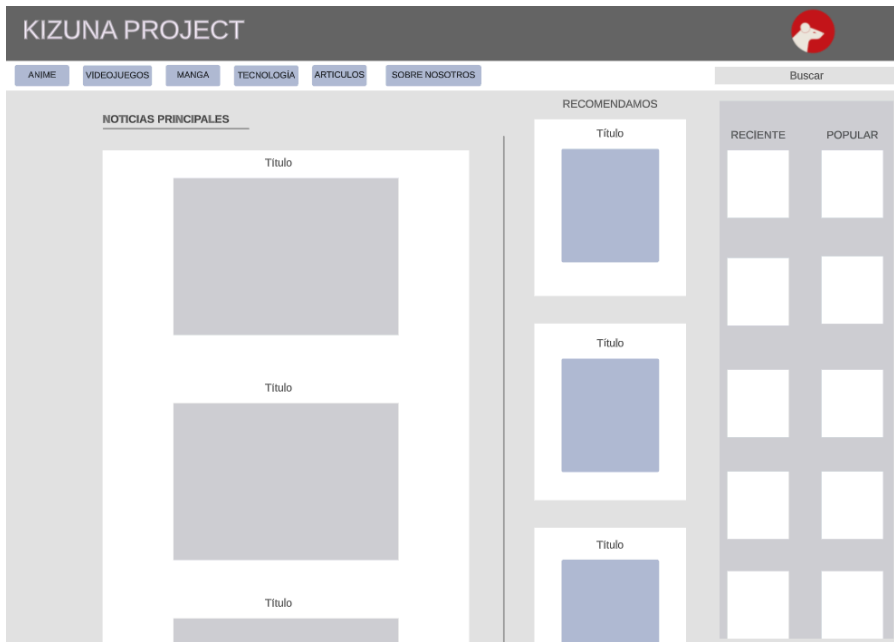 KIZUNA PROJECT
ANIME
VIDEOJUEGOS
MANGA
TECNOLOGÍA
ARTICULOS
SOBRE NOSOTROS
Buscar
NOTICIAS PRINCIPALES
Título
Título
Título
RECOMENDAMOS
Título
Título
Título
RECIENTE
POPULAR